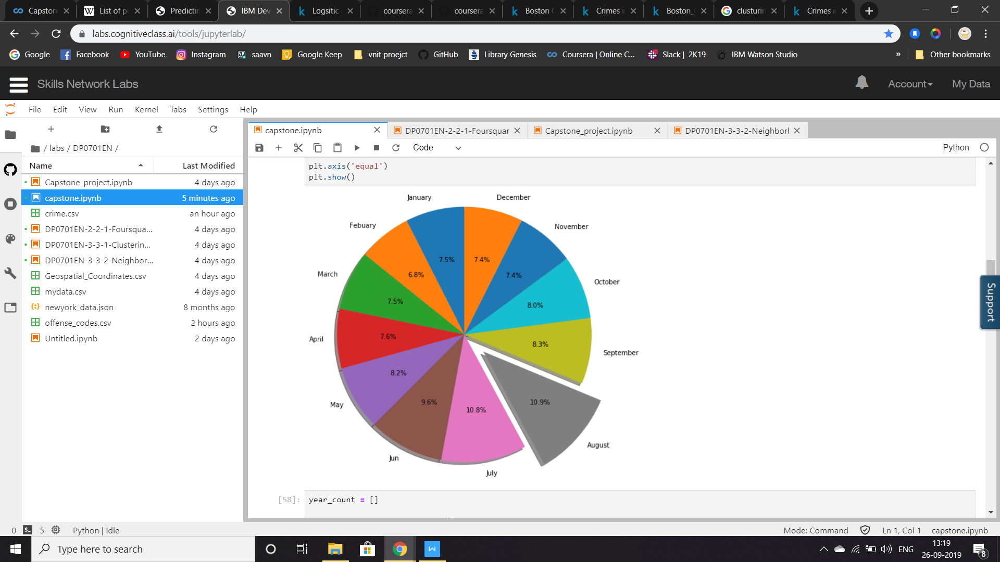 Capston
List of po
Predictin
IBM Dev
Logsitic
coursera
coursera
Boston C
Crimes i
Boston_
clusturin
Crimes i
labs.cognitiveclass.ai/tools/jupyterlab/
Google
Facebook
YouTube
Instagram
saavn
Google Keep
vnit proejct
GitHub
Library Genesis
Coursera | Online C...
Slack | 2K19
IBM Watson Studio
»
Other bookmarks
Skills Network Labs
Account
My Data
File Edit View Run Kernel Tabs Settings Help
capstone.ipynb
DP0701EN-2-2-1-Foursquar
Capstone_project.ipynb
DP0701EN-3-3-2-Neighborh
/ labs / DP0701EN /
Code
Python
Name Last Modified
Capstone_project.ipynb 4 days ago
capstone.ipynb 5 minutes ago
crime.csv an hour ago
DP0701EN-2-2-1-Foursqua... 4 days ago
DP0701EN-3-3-1-Clusterin... 4 days ago
DP0701EN-3-3-2-Neighbor... 4 days ago
Geospatial_Coordinates.csv 4 days ago
mydata.csv 4 days ago
newyork_data.json 8 months ago
offense_codes.csv 2 hours ago
Untitled.ipynb 2 days ago
plt.axis('equal')
plt.show()
January
December
Febuary
November
7.5%
7.4%
6.8%
7.4%
March
October
7.5%
8.0%
April
7.6%
8.3%
September
8.2%
May
9.6%
10.8%
10.9%
August
Jun
July
Support
[58]:
year_count = []
0
5
Python | Idle
Mode: Command
Ln 1, Col 1
capstone.ipynb
Type here to search
ENG
13:19
26-09-2019
8